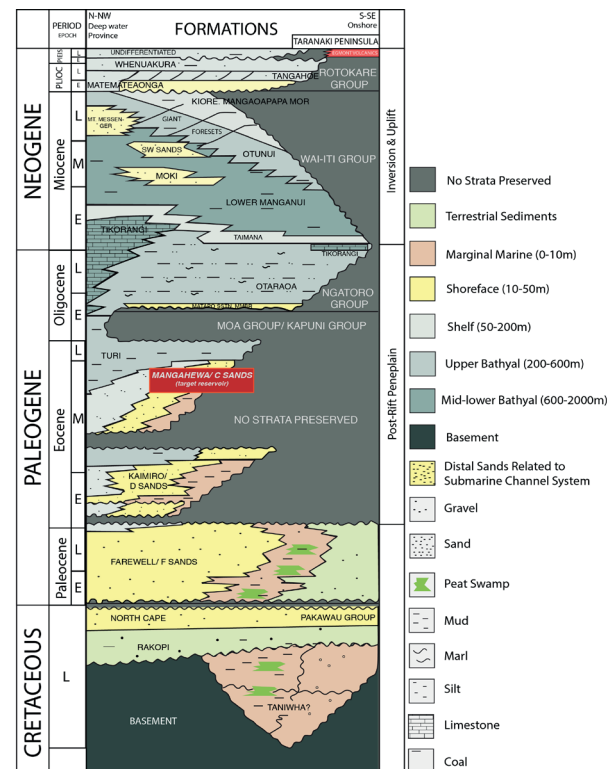 PERIOD
EPOCH
N-NW
Deep water
Province
FORMATIONS
S-SE
Onshore
TARANAKI PENINSULA
NEOGENE
PALEOGENE
CRETACEOUS
PLEIS
PLIOC
Miocene
Oligocene
Eocene
Paleocene
L
E
L
E
L
M
E
L
E
L
M
E
L
E
L
UNDIFFERENTIATED
EGMONT VOLCANICS
WHENUAKURA
TANGAHOE
ROTOKARE
GROUP
MATEMATEAONGA
KIORE. MANGAOAPAPA MOR
MT. MESSEN-
GER
GIANT
FORESETS
SW SANDS
OTUNUI
WAI-ITI GROUP
MOKI
LOWER MANGANUI
TIKORANGI
TAIMANA
TIKORANGI
OTARAOA
NGATORO
GROUP
MOA GROUP/ KAPUNI GROUP
TURI
MANGAHEWA/ C SANDS
(target reservoir)
NO STRATA PRESERVED
KAIMIRO/
D SANDS
FAREWELL/ F SANDS
NORTH CAPE
PAKAWAU GROUP
RAKOPI
TANIWHA?
BASEMENT
Inversion & Uplift
Post-Rift Peneplain
No Strata Preserved
Terrestrial Sediments
Marginal Marine (0-10m)
Shoreface (10-50m)
Shelf (50-200m)
Upper Bathyal (200-600m)
Mid-lower Bathyal (600-2000m)
Basement
Distal Sands Related to
Submarine Channel System
Gravel
Sand
Peat Swamp
Mud
Marl
Silt
Limestone
Coal